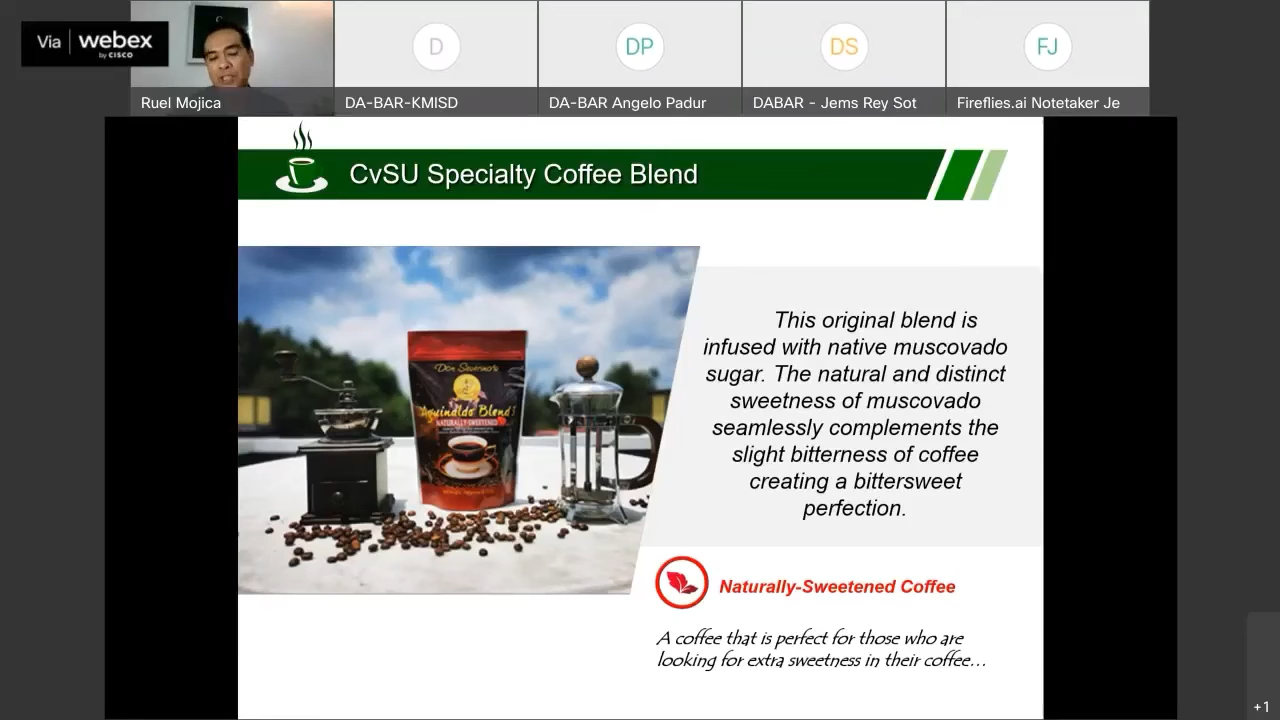 Via webex
by CISCO
Ruel Mojica
D
DA-BAR-KMISD
DP
DA-BAR Angelo Padur
DS
DABAR - Jems Rey Sot
FJ
Fireflies.ai Notetaker Je
CvSU Specialty Coffee Blend
Don Severino's
Aguinaldo Blend
NATURALLY SWEETENED
This original blend is
infused with native muscovado
sugar. The natural and distinct
sweetness of muscovado
seamlessly complements the
slight bitterness of coffee
creating a bittersweet
perfection.
Naturally-Sweetened Coffee
A coffee that is perfect for those who are
looking for extra sweetness in their coffee...
+1